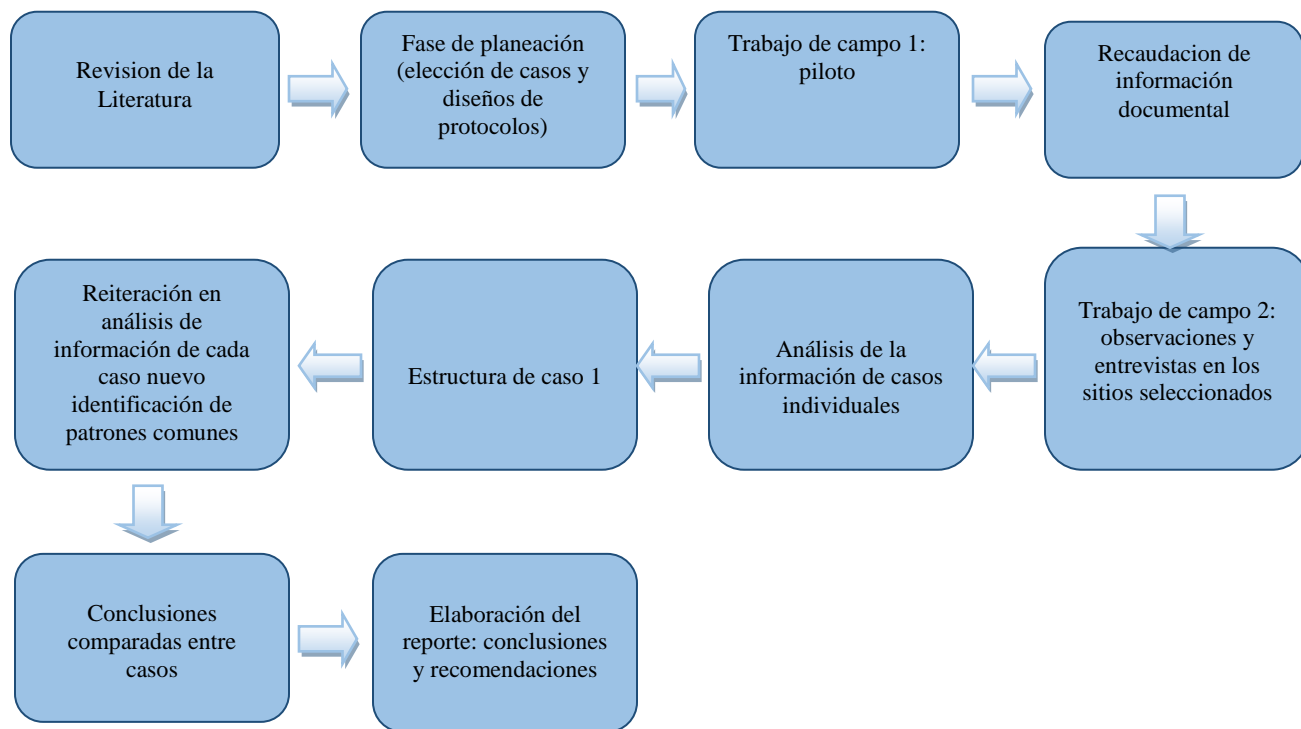 Revision de la
Literatura
Fase de planeación
(elección de casos y
diseños de
protocolos)
Trabajo de campo 1:
piloto
Recaudacion de
información
documental
Trabajo de campo 2:
observaciones y
entrevistas en los
sitios seleccionados
Análisis de la
información de casos
individuales
Estructura de caso 1
Reiteración en
análisis de
información de cada
caso nuevo
identificación de
patrones comunes
Conclusiones
comparadas entre
casos
Elaboración del
reporte: conclusiones
y recomendaciones